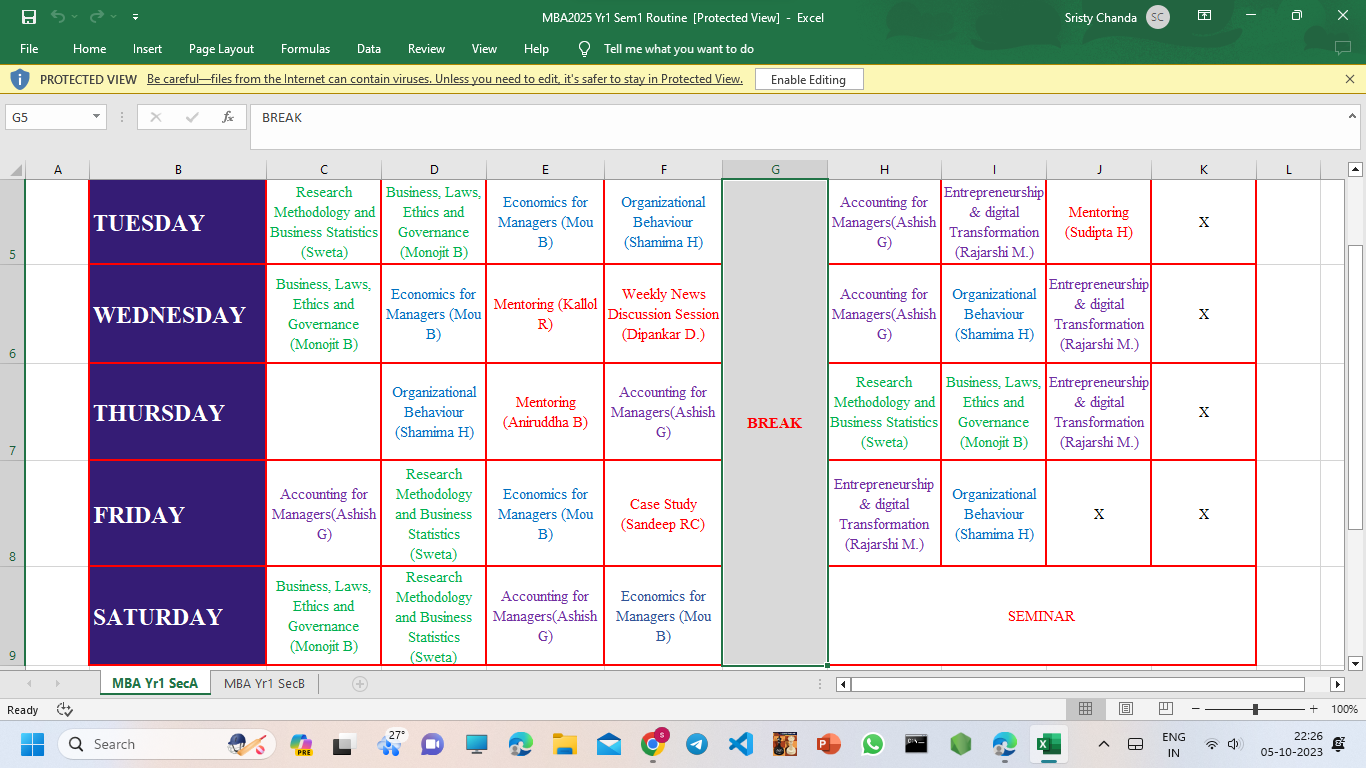 MBA2025 Yr1 Sem1 Routine [Protected View] - Excel
Sristy Chanda SC
File Home Insert Page Layout Formulas Data Review View Help Tell me what you want to do
PROTECTED VIEW Be careful—files from the Internet can contain viruses. Unless you need to edit, it's safer to stay in Protected View. Enable Editing
G5 fx BREAK
A B C D E F G H I J K L
5
TUESDAY
Research
Methodology and
Business Statistics
(Sweta)
Business, Laws,
Ethics and
Governance
(Monojit B)
Economics for
Managers (Mou
B)
Organizational
Behaviour
(Shamima H)
Accounting for
Managers(Ashish
G)
Entrepreneurship
& digital
Transformation
(Rajarshi M.)
Mentoring
(Sudipta H)
X
6
WEDNESDAY
Business, Laws,
Ethics and
Governance
(Monojit B)
Economics for
Managers (Mou
B)
Mentoring (Kallol
R)
Weekly News
Discussion Session
(Dipankar D.)
Accounting for
Managers(Ashish
G)
Organizational
Behaviour
(Shamima H)
Entrepreneurship
& digital
Transformation
(Rajarshi M.)
X
7
THURSDAY
Organizational
Behaviour
(Shamima H)
Mentoring
(Aniruddha B)
Accounting for
Managers(Ashish
G)
BREAK
Research
Methodology and
Business Statistics
(Sweta)
Business, Laws,
Ethics and
Governance
(Monojit B)
Entrepreneurship
& digital
Transformation
(Rajarshi M.)
X
8
FRIDAY
Accounting for
Managers(Ashish
G)
Research
Methodology
and Business
Statistics
(Sweta)
Economics for
Managers (Mou
B)
Case Study
(Sandeep RC)
Entrepreneurship
& digital
Transformation
(Rajarshi M.)
Organizational
Behaviour
(Shamima H)
X
X
9
SATURDAY
Business, Laws,
Ethics and
Governance
(Monojit B)
Research
Methodology
and Business
Statistics
(Sweta)
Accounting for
Managers(Ashish
G)
Economics for
Managers (Mou
B)
SEMINAR
MBA Yr1 SecA MBA Yr1 SecB
Ready 100%
Search PRE 27° S ENG 22:26
IN 05-10-2023